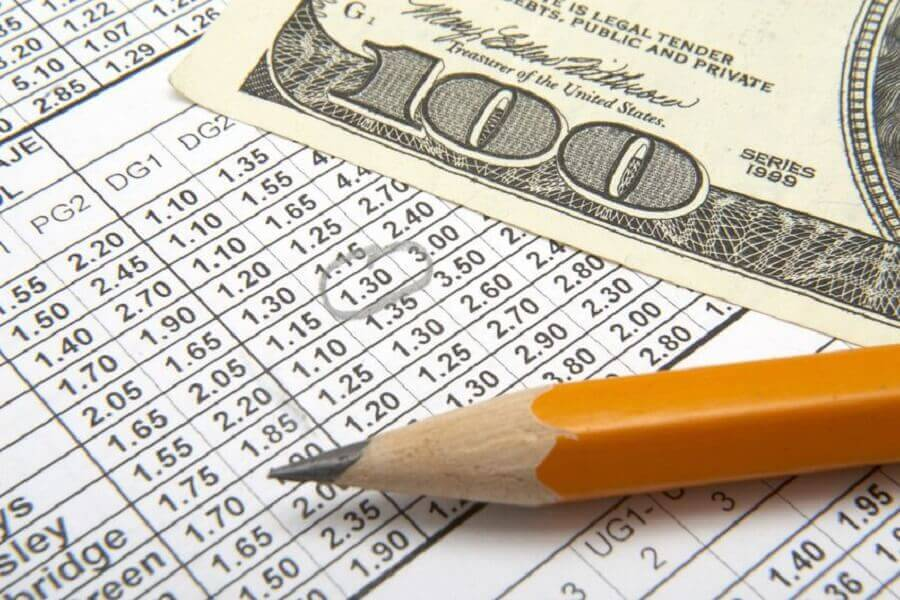 1.22
3.20 1.07
5.10 1.29
2.85 1.26
PG2 DG1 DG2
1.55 2.20 1.10 1.35
1.50 2.45 1.10 1.55
1.40 2.70 1.10 1.65
1.70 1.90 1.20 1.25 2.70
2.05 1.65 1.30 1.15 2.40
1.65 2.05 1.15 1.30 3.00
1.55 2.20 1.10 1.35 3.50
1.75 1.85 1.25 1.30 2.60
1.70 1.20 1.25 2.70 2.80
1.65 1.30 2.90 2.30
1.50 2.35 3.80 2.00
1.90 2.80
UG1-
2 3
3
1.40 1.95
G1
IS LEGAL TENDER
DEBTS, PUBLIC AND PRIVATE
Treasurer of the United States.
100
SERIES
1999